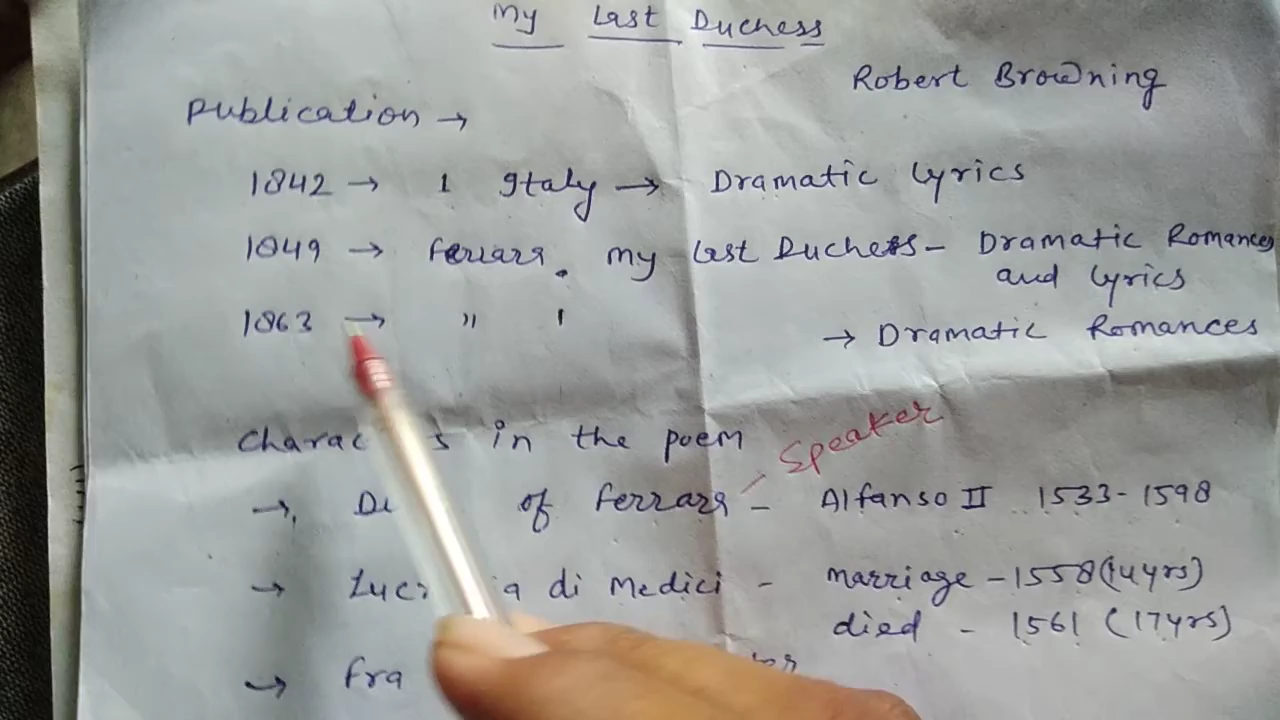 My Last Duchess
Robert Browning
Publication →
1842 → 1 Italy → Dramatic Lyrics
1849 → Ferrara. My Last Duchess - Dramatic Romances
and Lyrics
1863 → " 1 → Dramatic Romances
in the poem
Speaker
→ of Ferrara - Alfanso II 1533-1598
→ di Medici - marriage - 1558 (14yrs)
died - 1561 (17yrs)
→ Fra